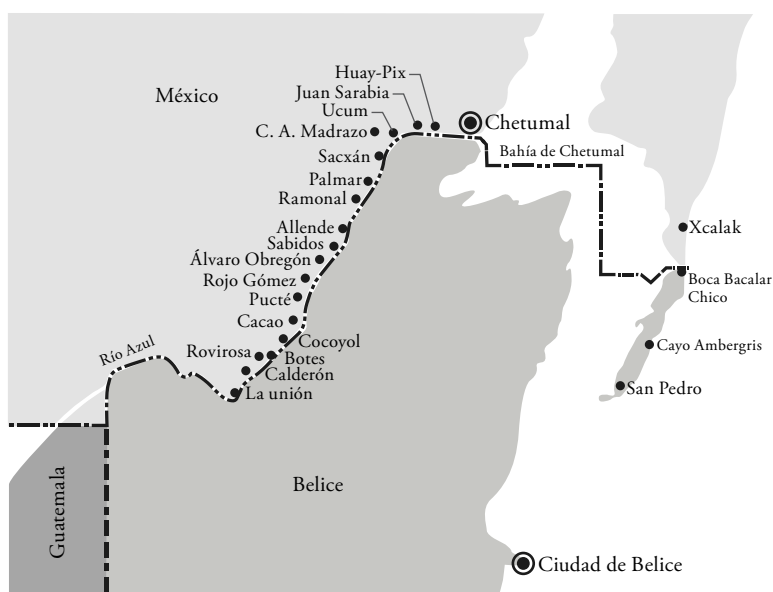 Huay-Pix
México
Juan Sarabia
Ucum
Chetumal
C. A. Madrazo
Bahía de Chetumal
Sacxán
Palmar
Ramonal
Allende
Xcalak
Sabidos
Álvaro Obregón
Rojo Gómez
Boca Bacalar
Chico
Pucté
Cacao
Cocoyol
Río Azul
Rovirosa
Botes
Cayo Ambergris
Calderón
La unión
San Pedro
Belice
Guatemala
Ciudad de Belice